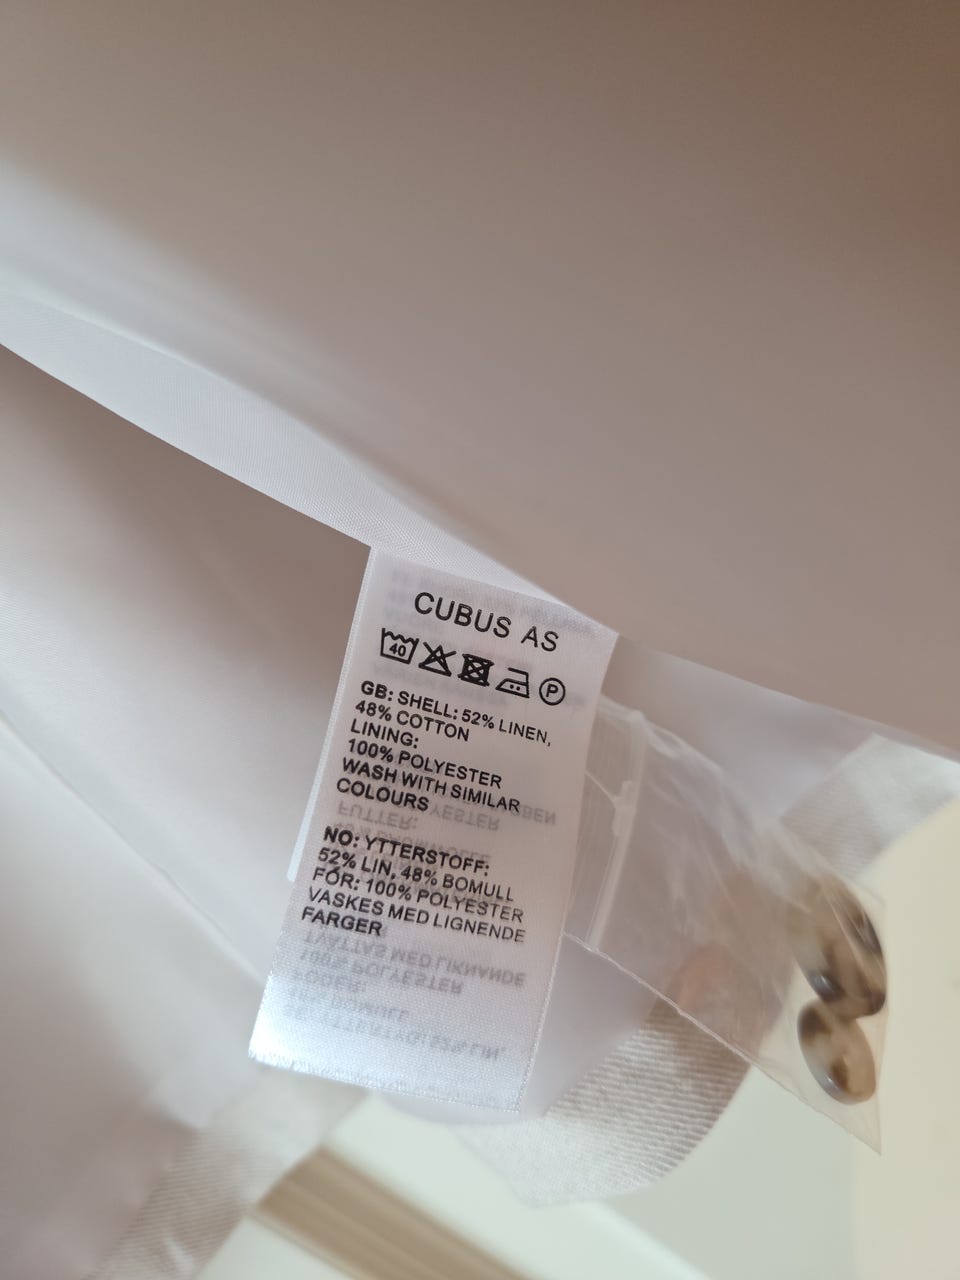 CUBUS AS
40 P
GB: SHELL: 52% LINEN,
48% COTTON
LINING:
100% POLYESTER
WASH WITH SIMILAR
COLOURS
NO: YTTERSTOFF:
52% LIN, 48% BOMULL
FÓR: 100% POLYESTER
VASKES MED LIGNENDE
FARGER